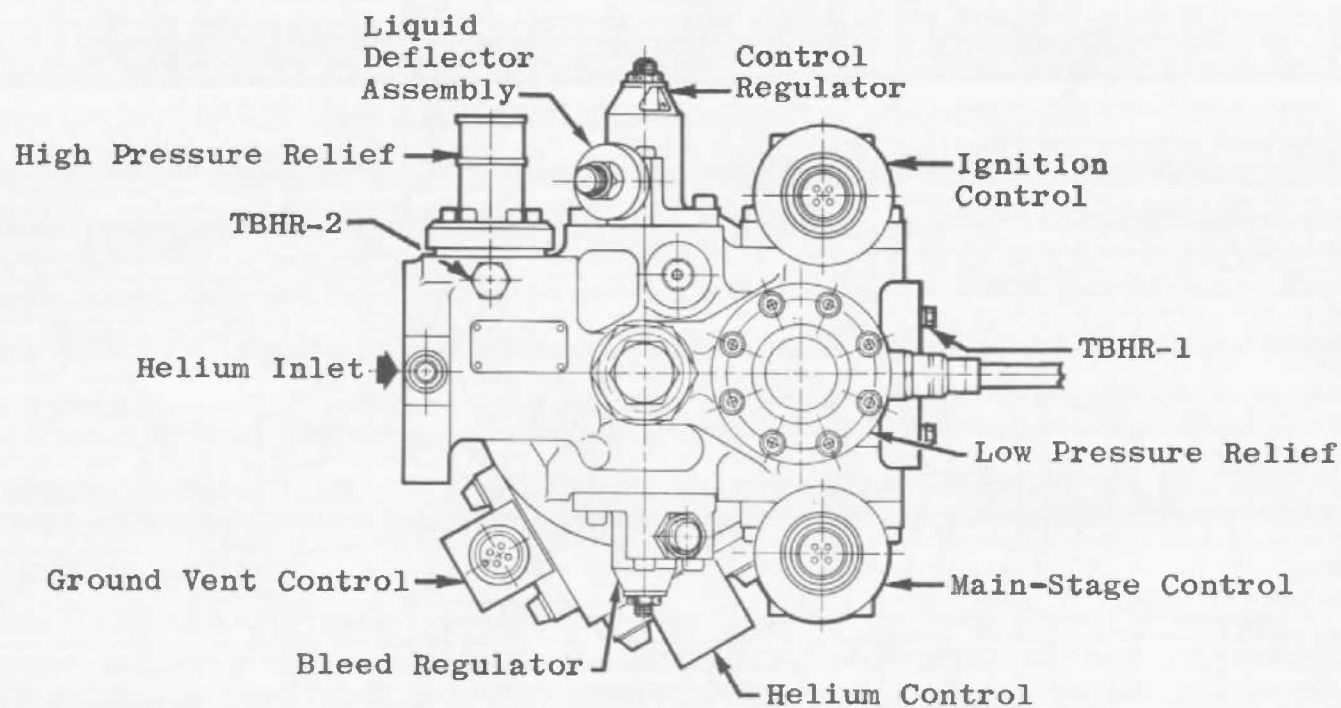 Liquid
Deflector
Assembly
Control
Regulator
High Pressure Relief
Ignition
Control
TBHR-2
TBHR-1
Helium Inlet
Low Pressure Relief
Ground Vent Control
Main-Stage Control
Bleed Regulator
Helium Control